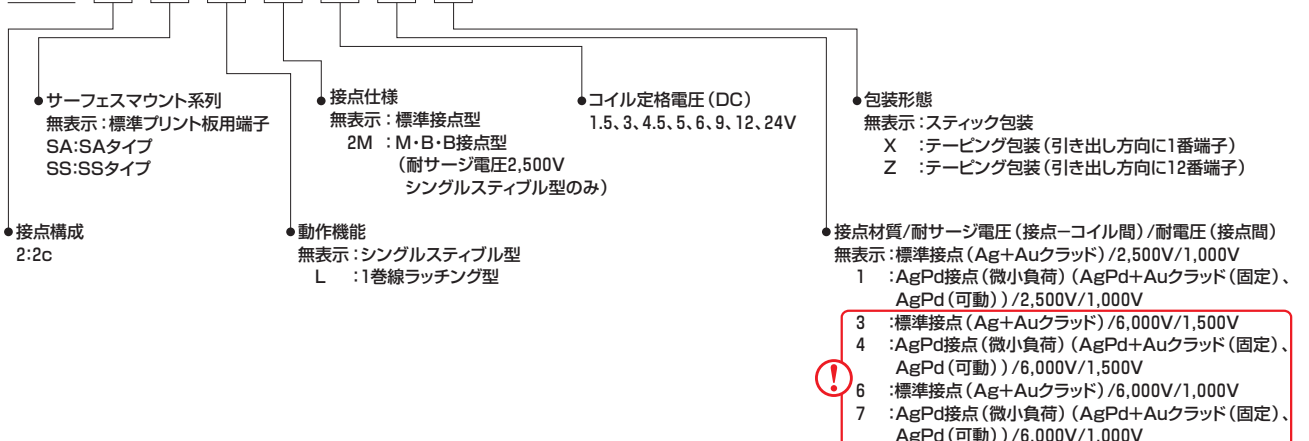 サーフェスマウント系列
無表示：標準プリント板用端子
SA：SAタイプ
SS：SSタイプ
接点仕様
無表示：標準接点型
2M ：M・B・B接点型
（耐サージ電圧2,500V
シングルスティブル型のみ）
コイル定格電圧（DC）
1.5、3、4.5、5、6、9、12、24V
包装形態
無表示：スティック包装
X ：テーピング包装（引き出し方向に1番端子）
Z ：テーピング包装（引き出し方向に12番端子）
接点構成
2：2c
動作機能
無表示：シングルスティブル型
L ：1巻線ラッチング型
接点材質/耐サージ電圧（接点−コイル間）/耐電圧（接点間）
無表示：標準接点（Ag+Auクラッド）/2,500V/1,000V
1 ：AgPd接点（微小負荷）（AgPd+Auクラッド（固定）、
AgPd（可動））/2,500V/1,000V
3 ：標準接点（Ag+Auクラッド）/6,000V/1,500V
4 ：AgPd接点（微小負荷）（AgPd+Auクラッド（固定）、
AgPd（可動））/6,000V/1,500V
!
6 ：標準接点（Ag+Auクラッド）/6,000V/1,000V
7 ：AgPd接点（微小負荷）（AgPd+Auクラッド（固定）、
AgPd（可動））/6,000V/1,000V